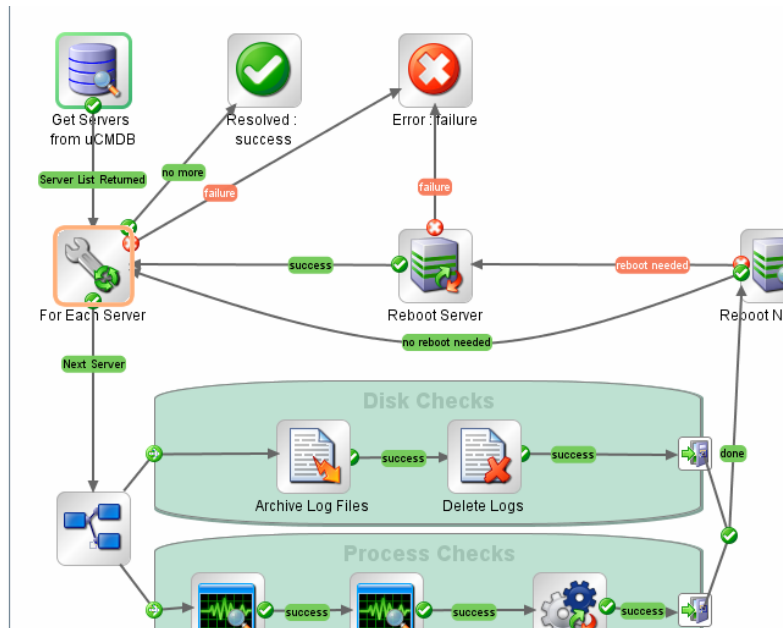 Get Servers
from uCMDB
Resolved :
success
Error : failure
no more
Server List Returned
failure
failure
success
reboot needed
For Each Server
Reboot Server
Reboot N
no reboot needed
Next Server
Disk Checks
success
success
done
Archive Log Files
Delete Logs
Process Checks
success
success
success